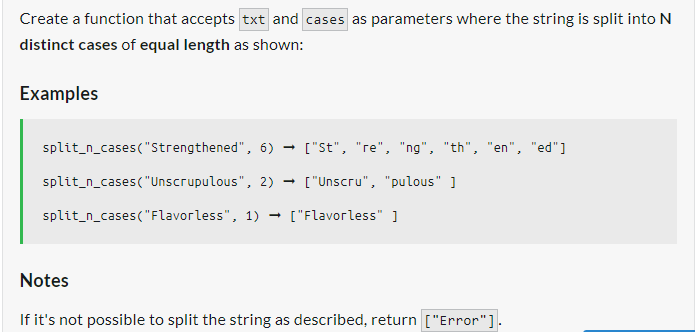 Create a function that accepts txt and cases as parameters where the string is split into N
distinct cases of equal length as shown:
Examples
split_n_cases("Strengthened", 6) ➞ ["St", "re", "ng", "th", "en", "ed"]
split_n_cases("Unscrupulous", 2) ➞ ["Unscru", "pulous" ]
split_n_cases("Flavorless", 1) ➞ ["Flavorless" ]
Notes
If it's not possible to split the string as described, return ["Error"].